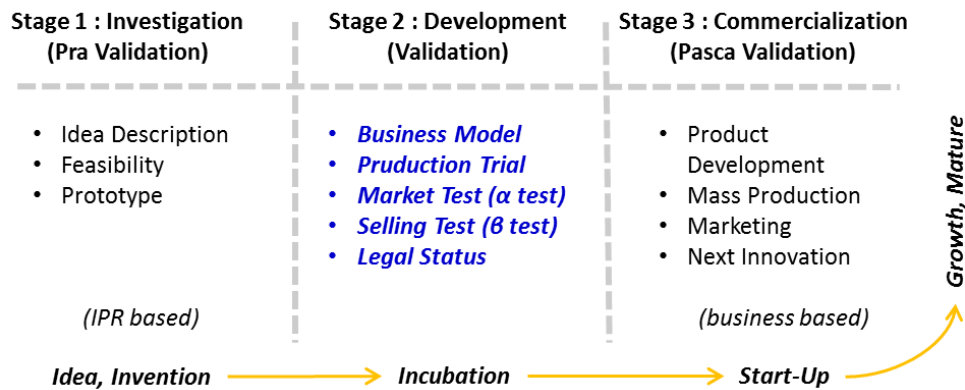 Stage 1 : Investigation
(Pra Validation)
Stage 2 : Development
(Validation)
Stage 3 : Commercialization
(Pasca Validation)
• Idea Description
• Feasibility
• Prototype
• Business Model
• Pruduction Trial
• Market Test (α test)
• Selling Test (β test)
• Legal Status
• Product
Development
• Mass Production
• Marketing
• Next Innovation
(IPR based)
(business based)
Idea, Invention
Incubation
Start-Up
Growth, Mature